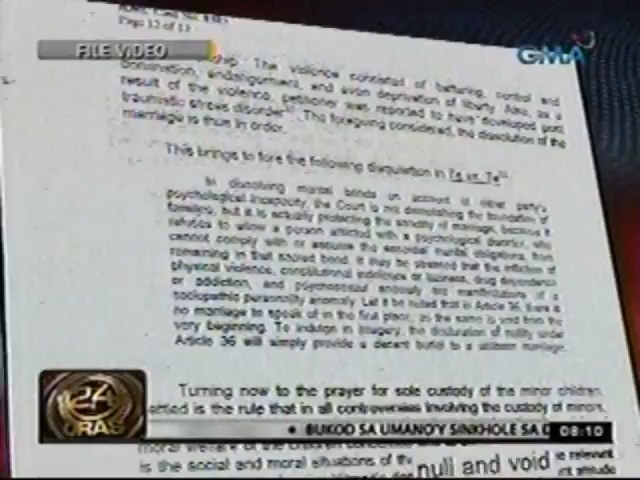 Page 12 of 13
FILE VIDEO
GMA
The violence consisted of battering, control and
domination, endangerment, and even deprivation of liberty. Also, as a
result of the violence, petitioner was reported to have developed post
traumatic stress disorder. The foregoing considered, the dissolution of the
marriage is thus in order.
This brings to fore the following disquisition in Te vs. Te
In dissolving marital bonds on account of either party's
psychological incapacity, the Court is not demolishing the foundation of
families, but it is actually protecting the sanctity of marriage, because it
refuses to allow a person afflicted with a psychological disorder, who
cannot comply with or assume the essential marital obligations, from
remaining in that sacred bond. It may be stressed that the infliction of
physical violence, constitutional indolence or laziness, drug dependence
or addiction, and psychosexual anomaly are manifestations of a
sociopathic personality anomaly. Let it be noted that in Article 36, there is
no marriage to speak of in the first place, as the same is void from the
very beginning. To indulge in imagery, the declaration of nullity under
Article 36 will simply provide a decent burial to a stillborn marriage.
Turning now to the prayer for sole custody of the minor children,
is the rule that in all controversies involving the custody of minors,
24
ORAS
BUKOD SA UMANO'Y SINKHOLE SA
08:10
moral welfare of the children
is the social and moral situations of the
null and void
relevant
attitude